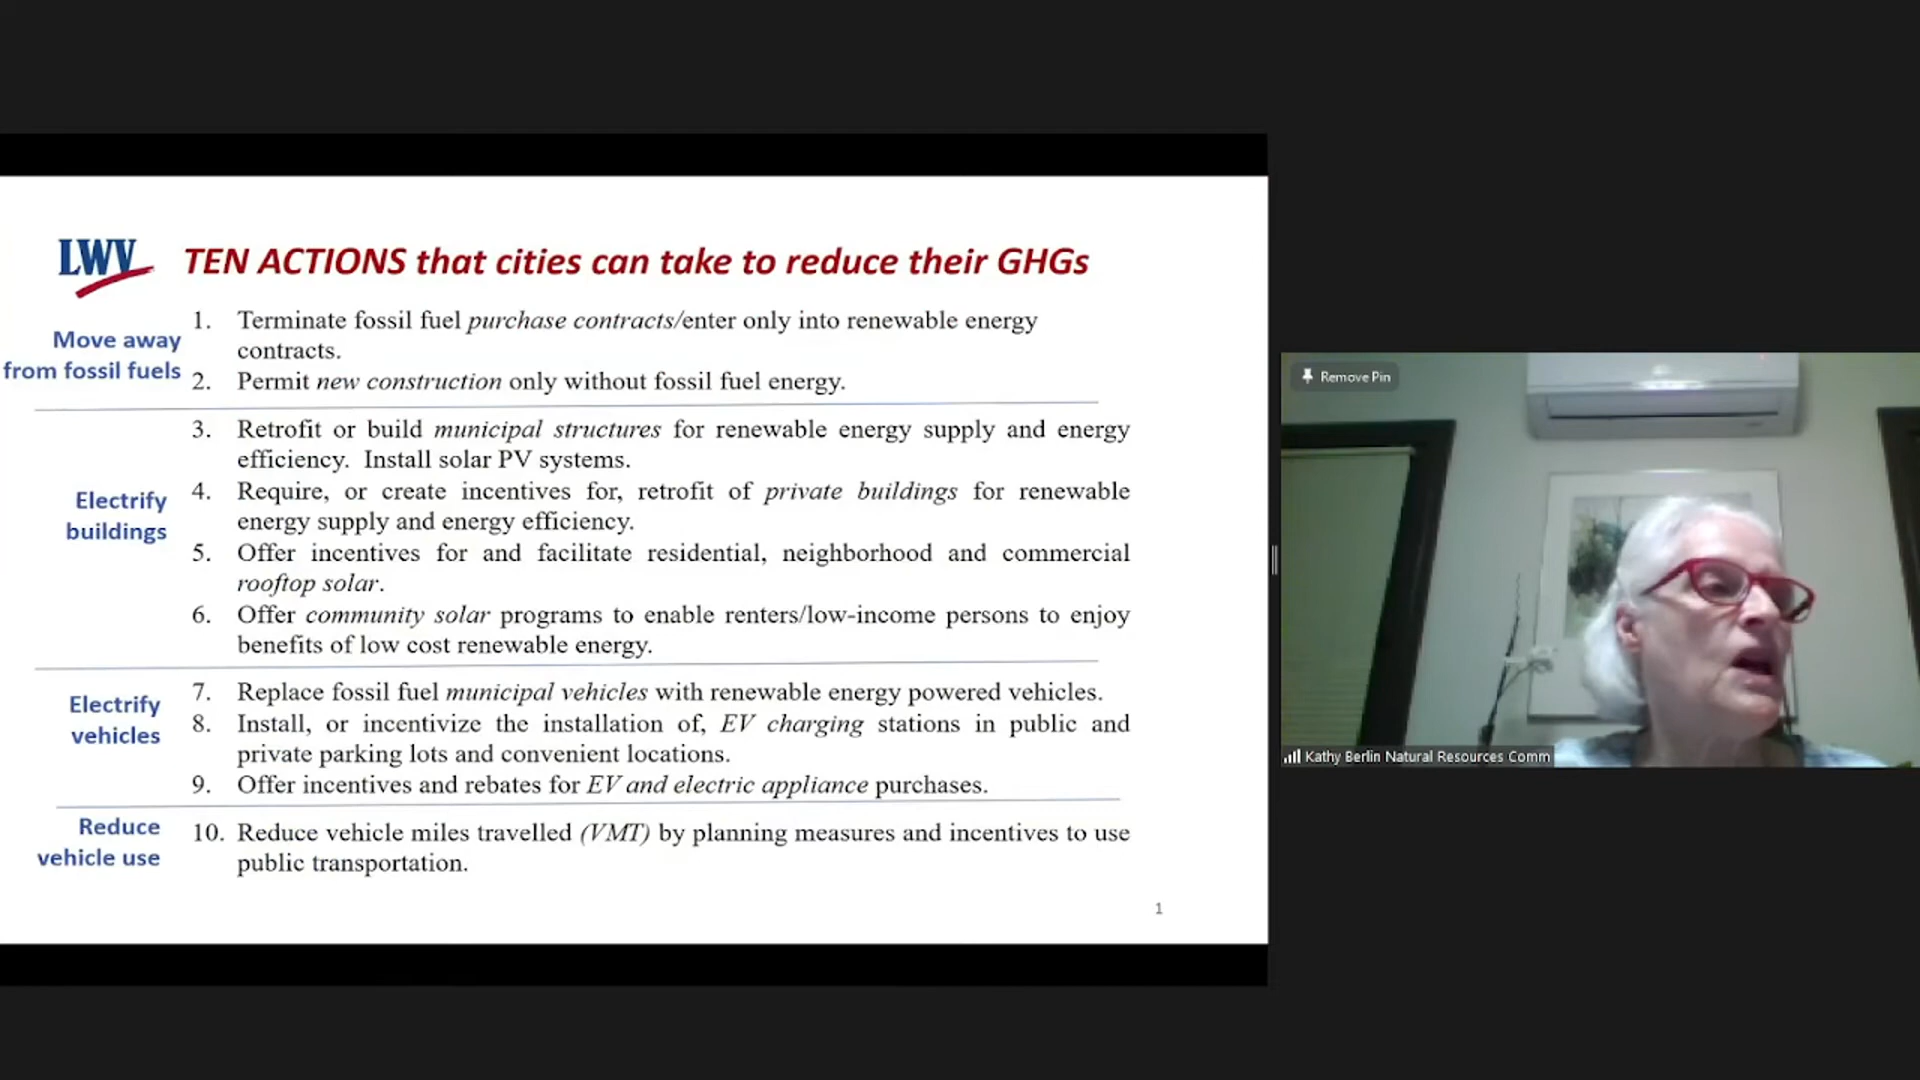 LWV
TEN ACTIONS that cities can take to reduce their GHGs
Move away
from fossil fuels
1. Terminate fossil fuel purchase contracts/enter only into renewable energy
contracts.
2. Permit new construction only without fossil fuel energy.
Electrify
buildings
3. Retrofit or build municipal structures for renewable energy supply and energy
efficiency. Install solar PV systems.
4. Require, or create incentives for, retrofit of private buildings for renewable
energy supply and energy efficiency.
5. Offer incentives for and facilitate residential, neighborhood and commercial
rooftop solar.
6. Offer community solar programs to enable renters/low-income persons to enjoy
benefits of low cost renewable energy.
Electrify
vehicles
7. Replace fossil fuel municipal vehicles with renewable energy powered vehicles.
8. Install, or incentivize the installation of, EV charging stations in public and
private parking lots and convenient locations.
9. Offer incentives and rebates for EV and electric appliance purchases.
Reduce
vehicle use
10. Reduce vehicle miles travelled (VMT) by planning measures and incentives to use
public transportation.
1
Remove Pin
Kathy Berlin Natural Resources Comm